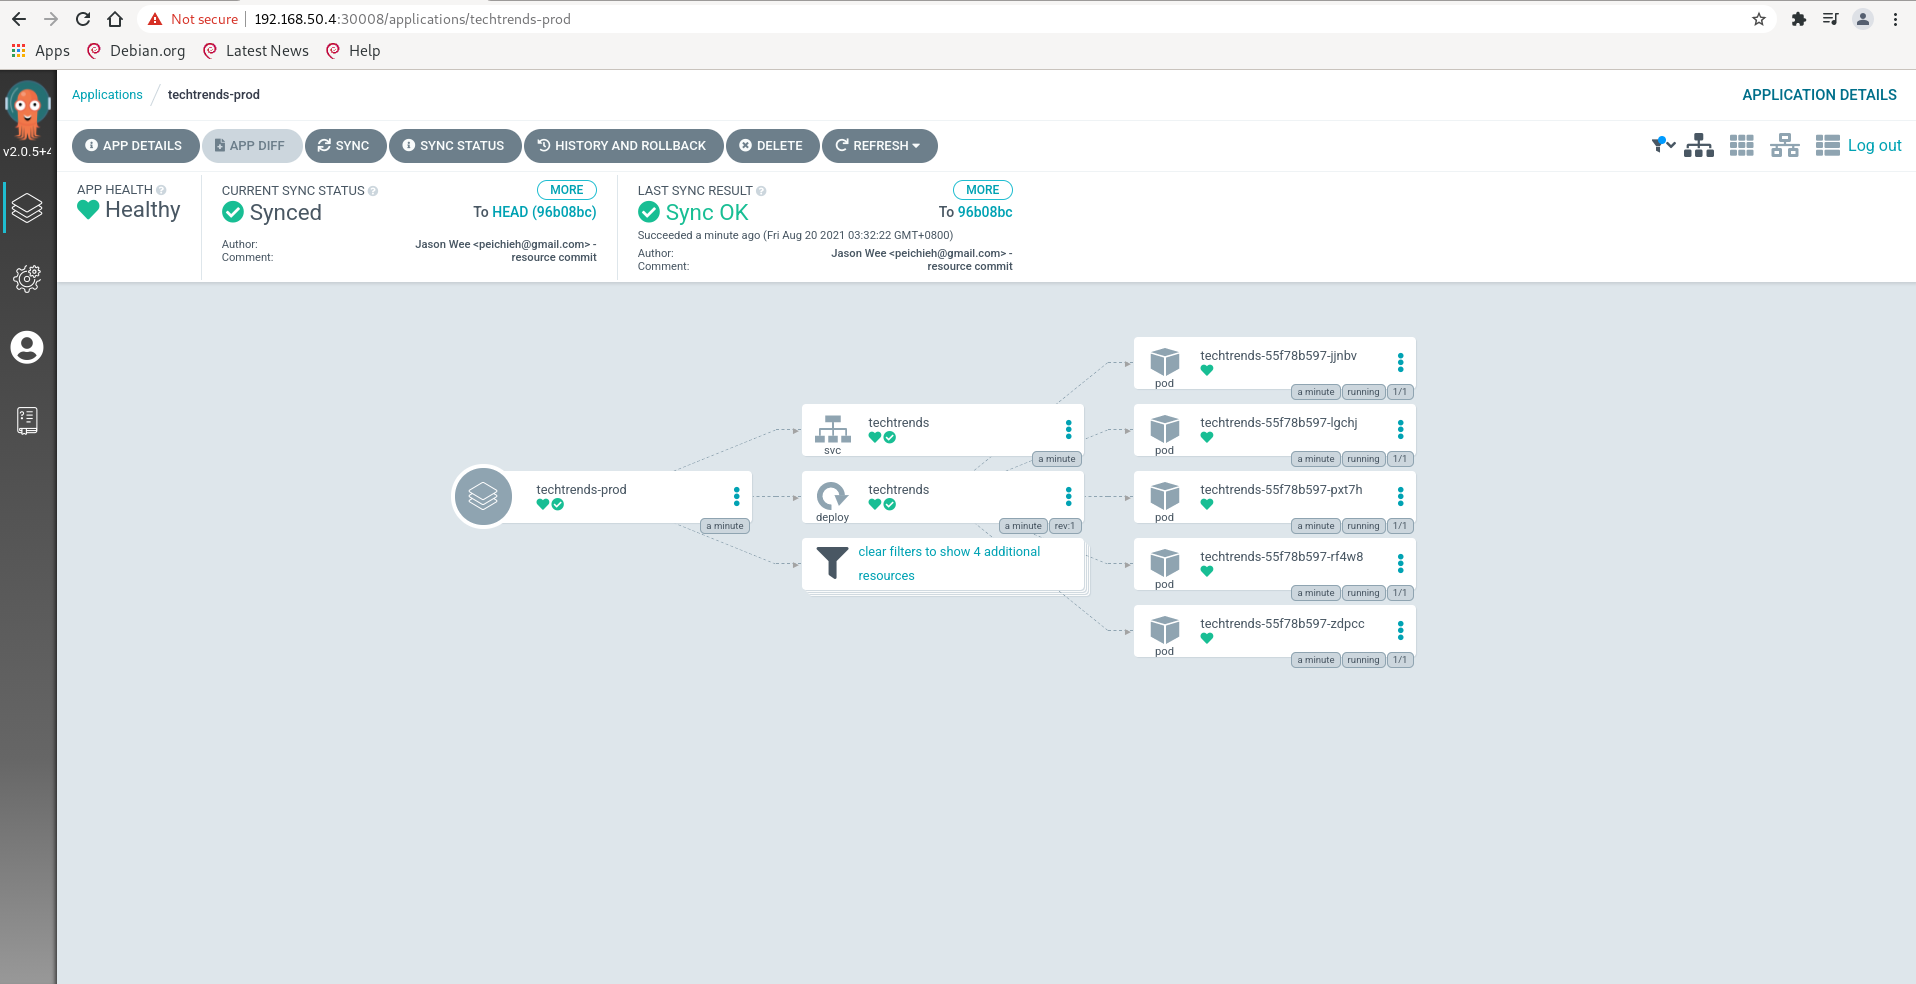 Not secure 192.168.50.4:30008/applications/techtrends-prod
Apps Debian.org Latest News Help
v2.0.5+4
Applications / techtrends-prod APPLICATION DETAILS
APP DETAILS APP DIFF SYNC SYNC STATUS HISTORY AND ROLLBACK DELETE REFRESH Log out
APP HEALTH
Healthy
CURRENT SYNC STATUS MORE
Synced To HEAD (96b08bc)
Author: Jason Wee <peichieh@gmail.com> -
Comment: resource commit
LAST SYNC RESULT MORE
Sync OK To 96b08bc
Succeeded a minute ago (Fri Aug 20 2021 03:32:22 GMT+0800)
Author: Jason Wee <peichieh@gmail.com> -
Comment: resource commit
techtrends-prod
a minute
techtrends
svc
a minute
techtrends
deploy
a minute rev:1
clear filters to show 4 additional
resources
techtrends-55f78b597-jjnbv
pod
a minute running 1/1
techtrends-55f78b597-lgchj
pod
a minute running 1/1
techtrends-55f78b597-pxt7h
pod
a minute running 1/1
techtrends-55f78b597-rf4w8
pod
a minute running 1/1
techtrends-55f78b597-zdpcc
pod
a minute running 1/1